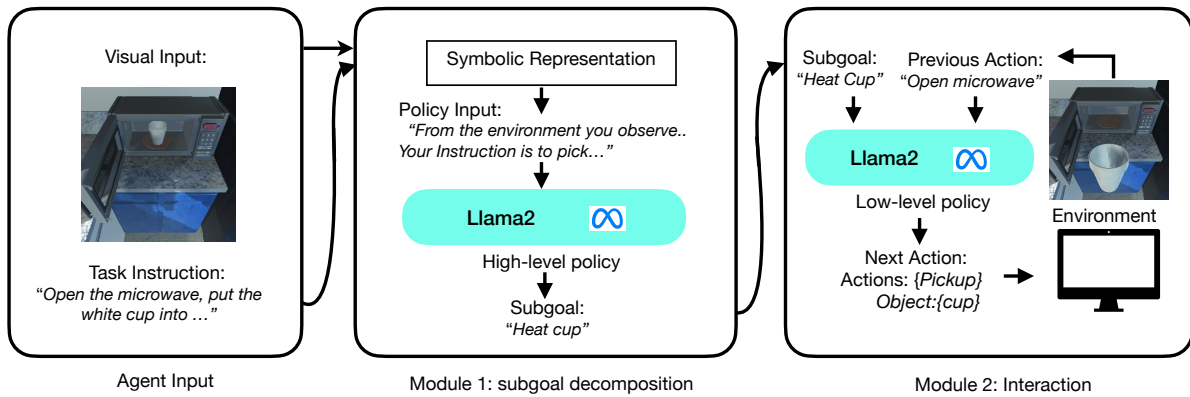 Visual Input:
Task Instruction:
“Open the microwave, put the
white cup into …”
Agent Input
Symbolic Representation
Policy Input:
“From the environment you observe..
Your Instruction is to pick…”
Llama2
High-level policy
Subgoal:
“Heat cup”
Module 1: subgoal decomposition
Subgoal:
“Heat Cup”
Previous Action:
“Open microwave”
Llama2
Low-level policy
Environment
Next Action:
Actions: {Pickup}
Object:{cup}
Module 2: Interaction